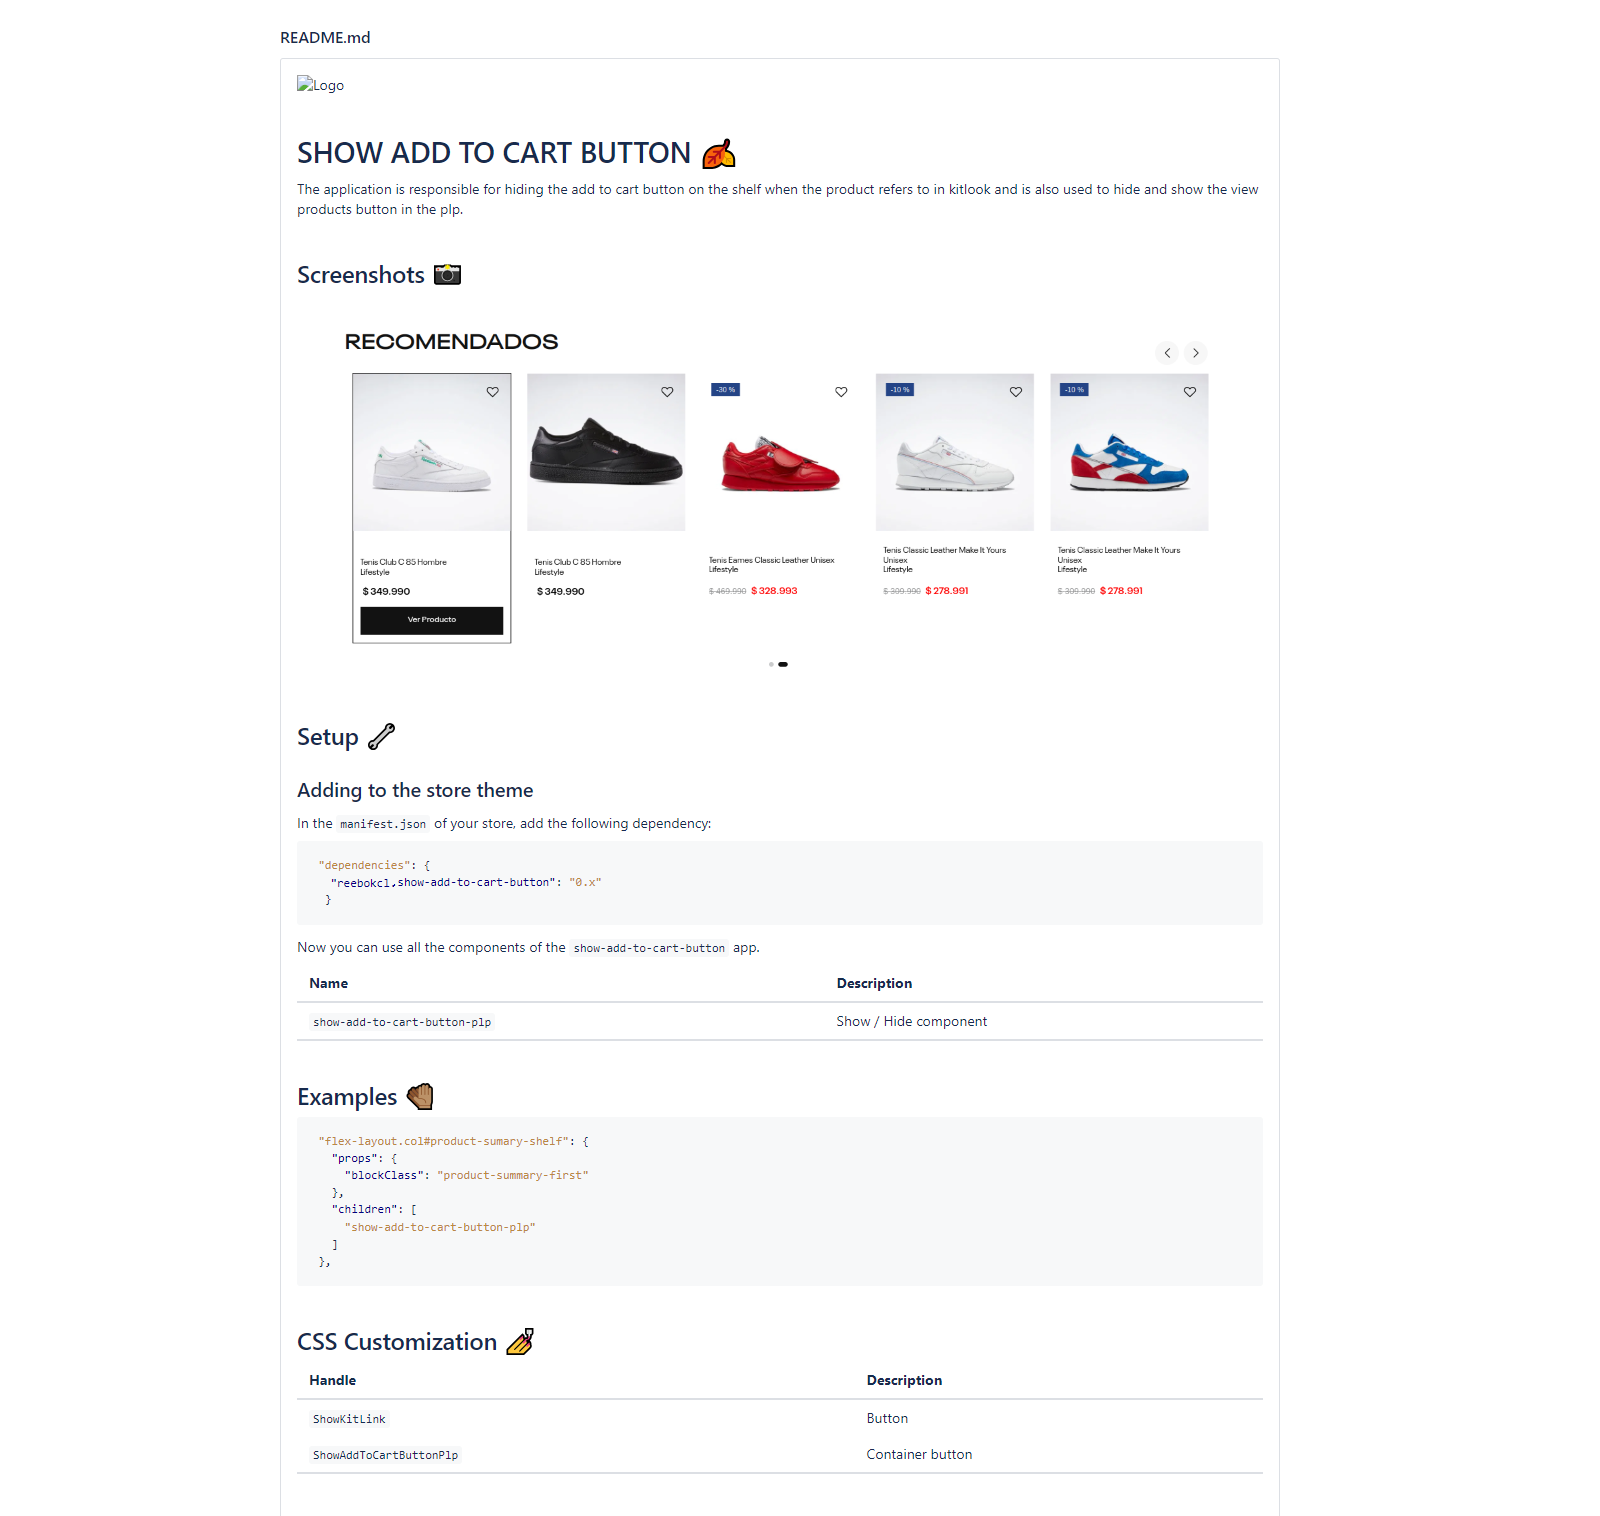 README.md
Logo
SHOW ADD TO CART BUTTON
The application is responsible for hiding the add to cart button on the shelf when the product refers to in kitlook and is also used to hide and show the view
products button in the plp.
Screenshots
RECOMENDADOS
-30 %
-10 %
-10 %
Tenis Club C 85 Hombre
Lifestyle
$ 349.990
Ver Producto
Tenis Club C 85 Hombre
Lifestyle
$ 349.990
Tenis Eames Classic Leather Unisex
Lifestyle
$ 469.990 $ 328.993
Tenis Classic Leather Make It Yours
Unisex
Lifestyle
$ 309.990 $ 278.991
Tenis Classic Leather Make It Yours
Unisex
Lifestyle
$ 309.990 $ 278.991
Setup
Adding to the store theme
In the manifest.json of your store, add the following dependency:
"dependencies": {
"reebokcl.show-add-to-cart-button": "0.x"
}
Now you can use all the components of the show-add-to-cart-button app.
Name Description
show-add-to-cart-button-plp Show / Hide component
Examples
"flex-layout.col#product-sumary-shelf": {
"props": {
"blockClass": "product-summary-first"
},
"children": [
"show-add-to-cart-button-plp"
]
},
CSS Customization
Handle Description
ShowKitLink Button
ShowAddToCartButtonPlp Container button